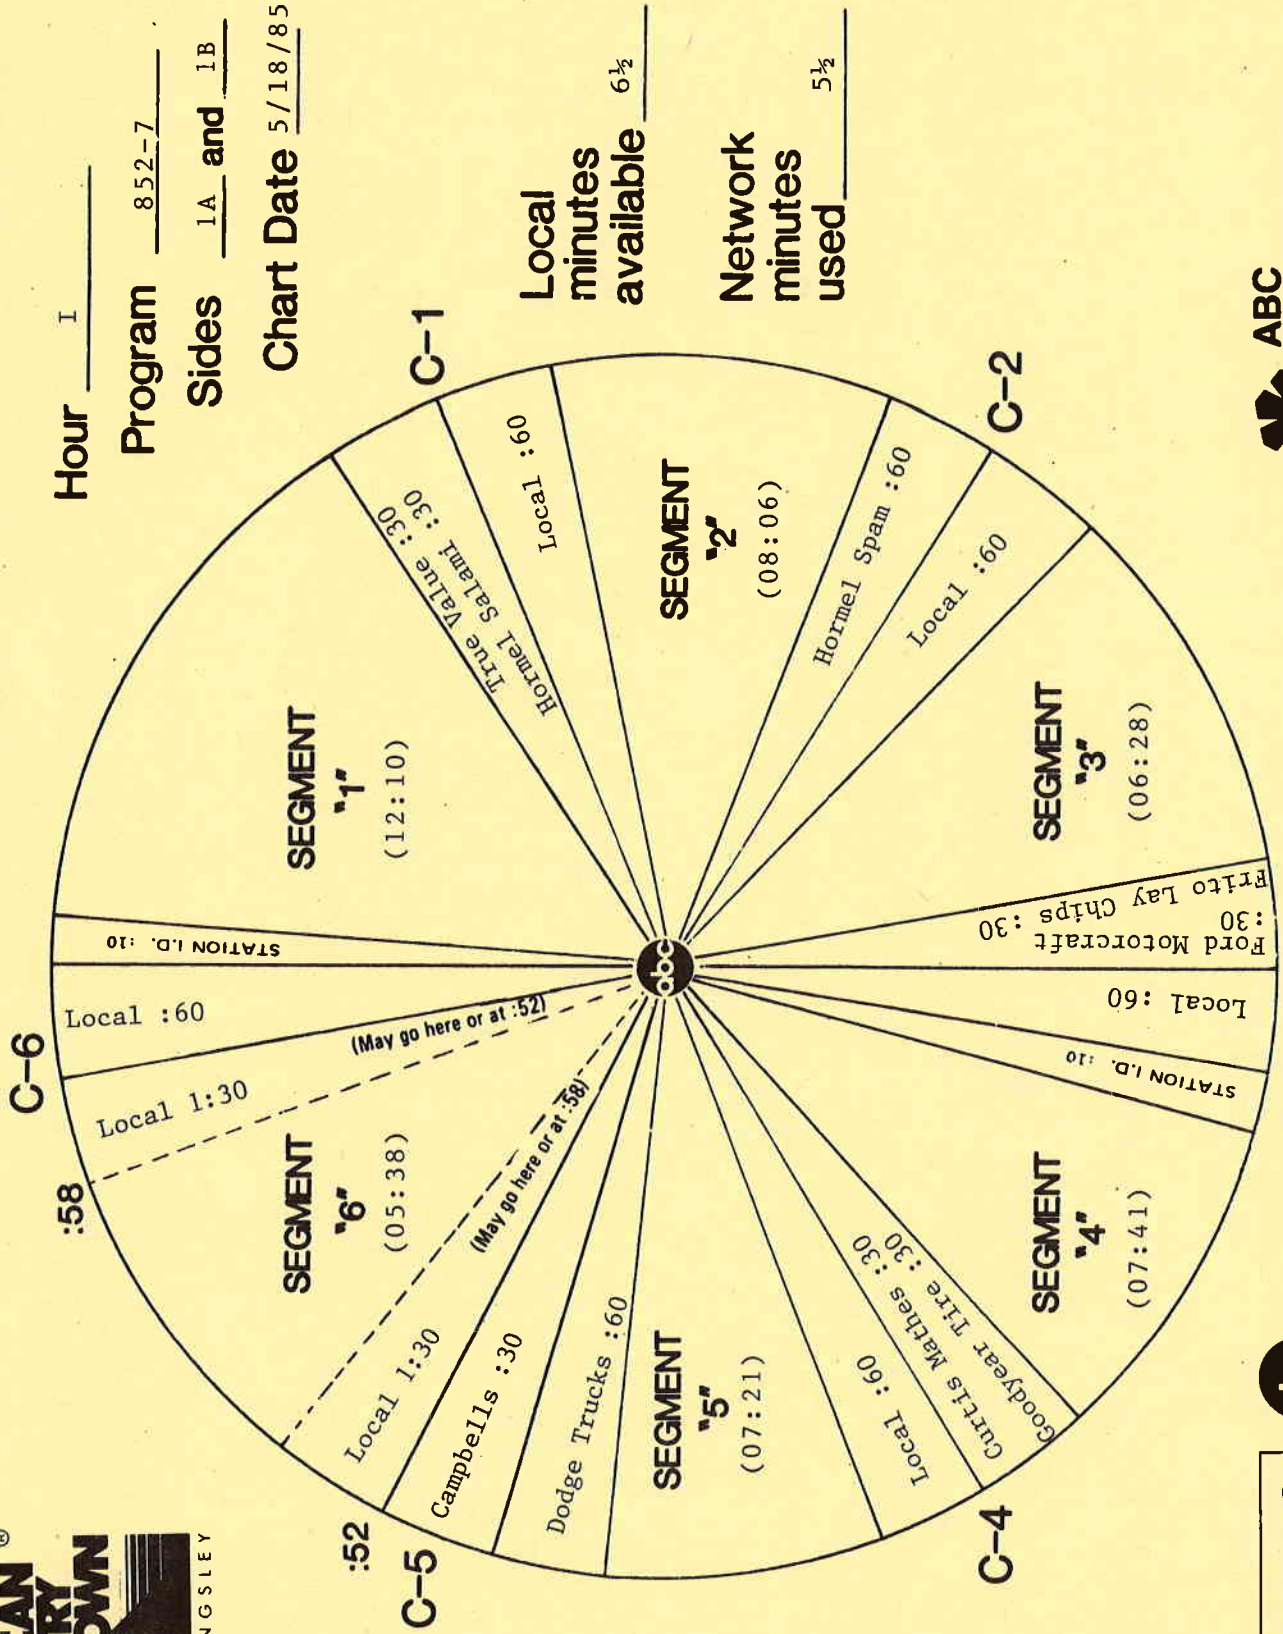 Hour I
Program 852-7
Sides 1A and 1B
Chart Date 5/18/85
Local
minutes
available 6½
Network
minutes
used 5½
SEGMENT
"1"
(12:10)
True Value :30
Hormel Salami :30
C-1
Local :60
SEGMENT
"2"
(08:06)
Hormel Spam :60
C-2
Local :60
SEGMENT
"3"
(06:28)
Frito Lay Chips :30
Ford Motorcraft
:30
Local :60
STATION I.D. :10
SEGMENT
"4"
(07:41)
Goodyear Tire :30
Curtis Mathes :30
C-4
Local :60
SEGMENT
"5"
(07:21)
Dodge Trucks :60
Campbells :30
C-5
:52
Local 1:30
(May go here or at :58)
SEGMENT
"6"
(05:38)
:58
(May go here or at :52)
Local 1:30
C-6
Local :60
STATION I.D. :10
abc
ABC